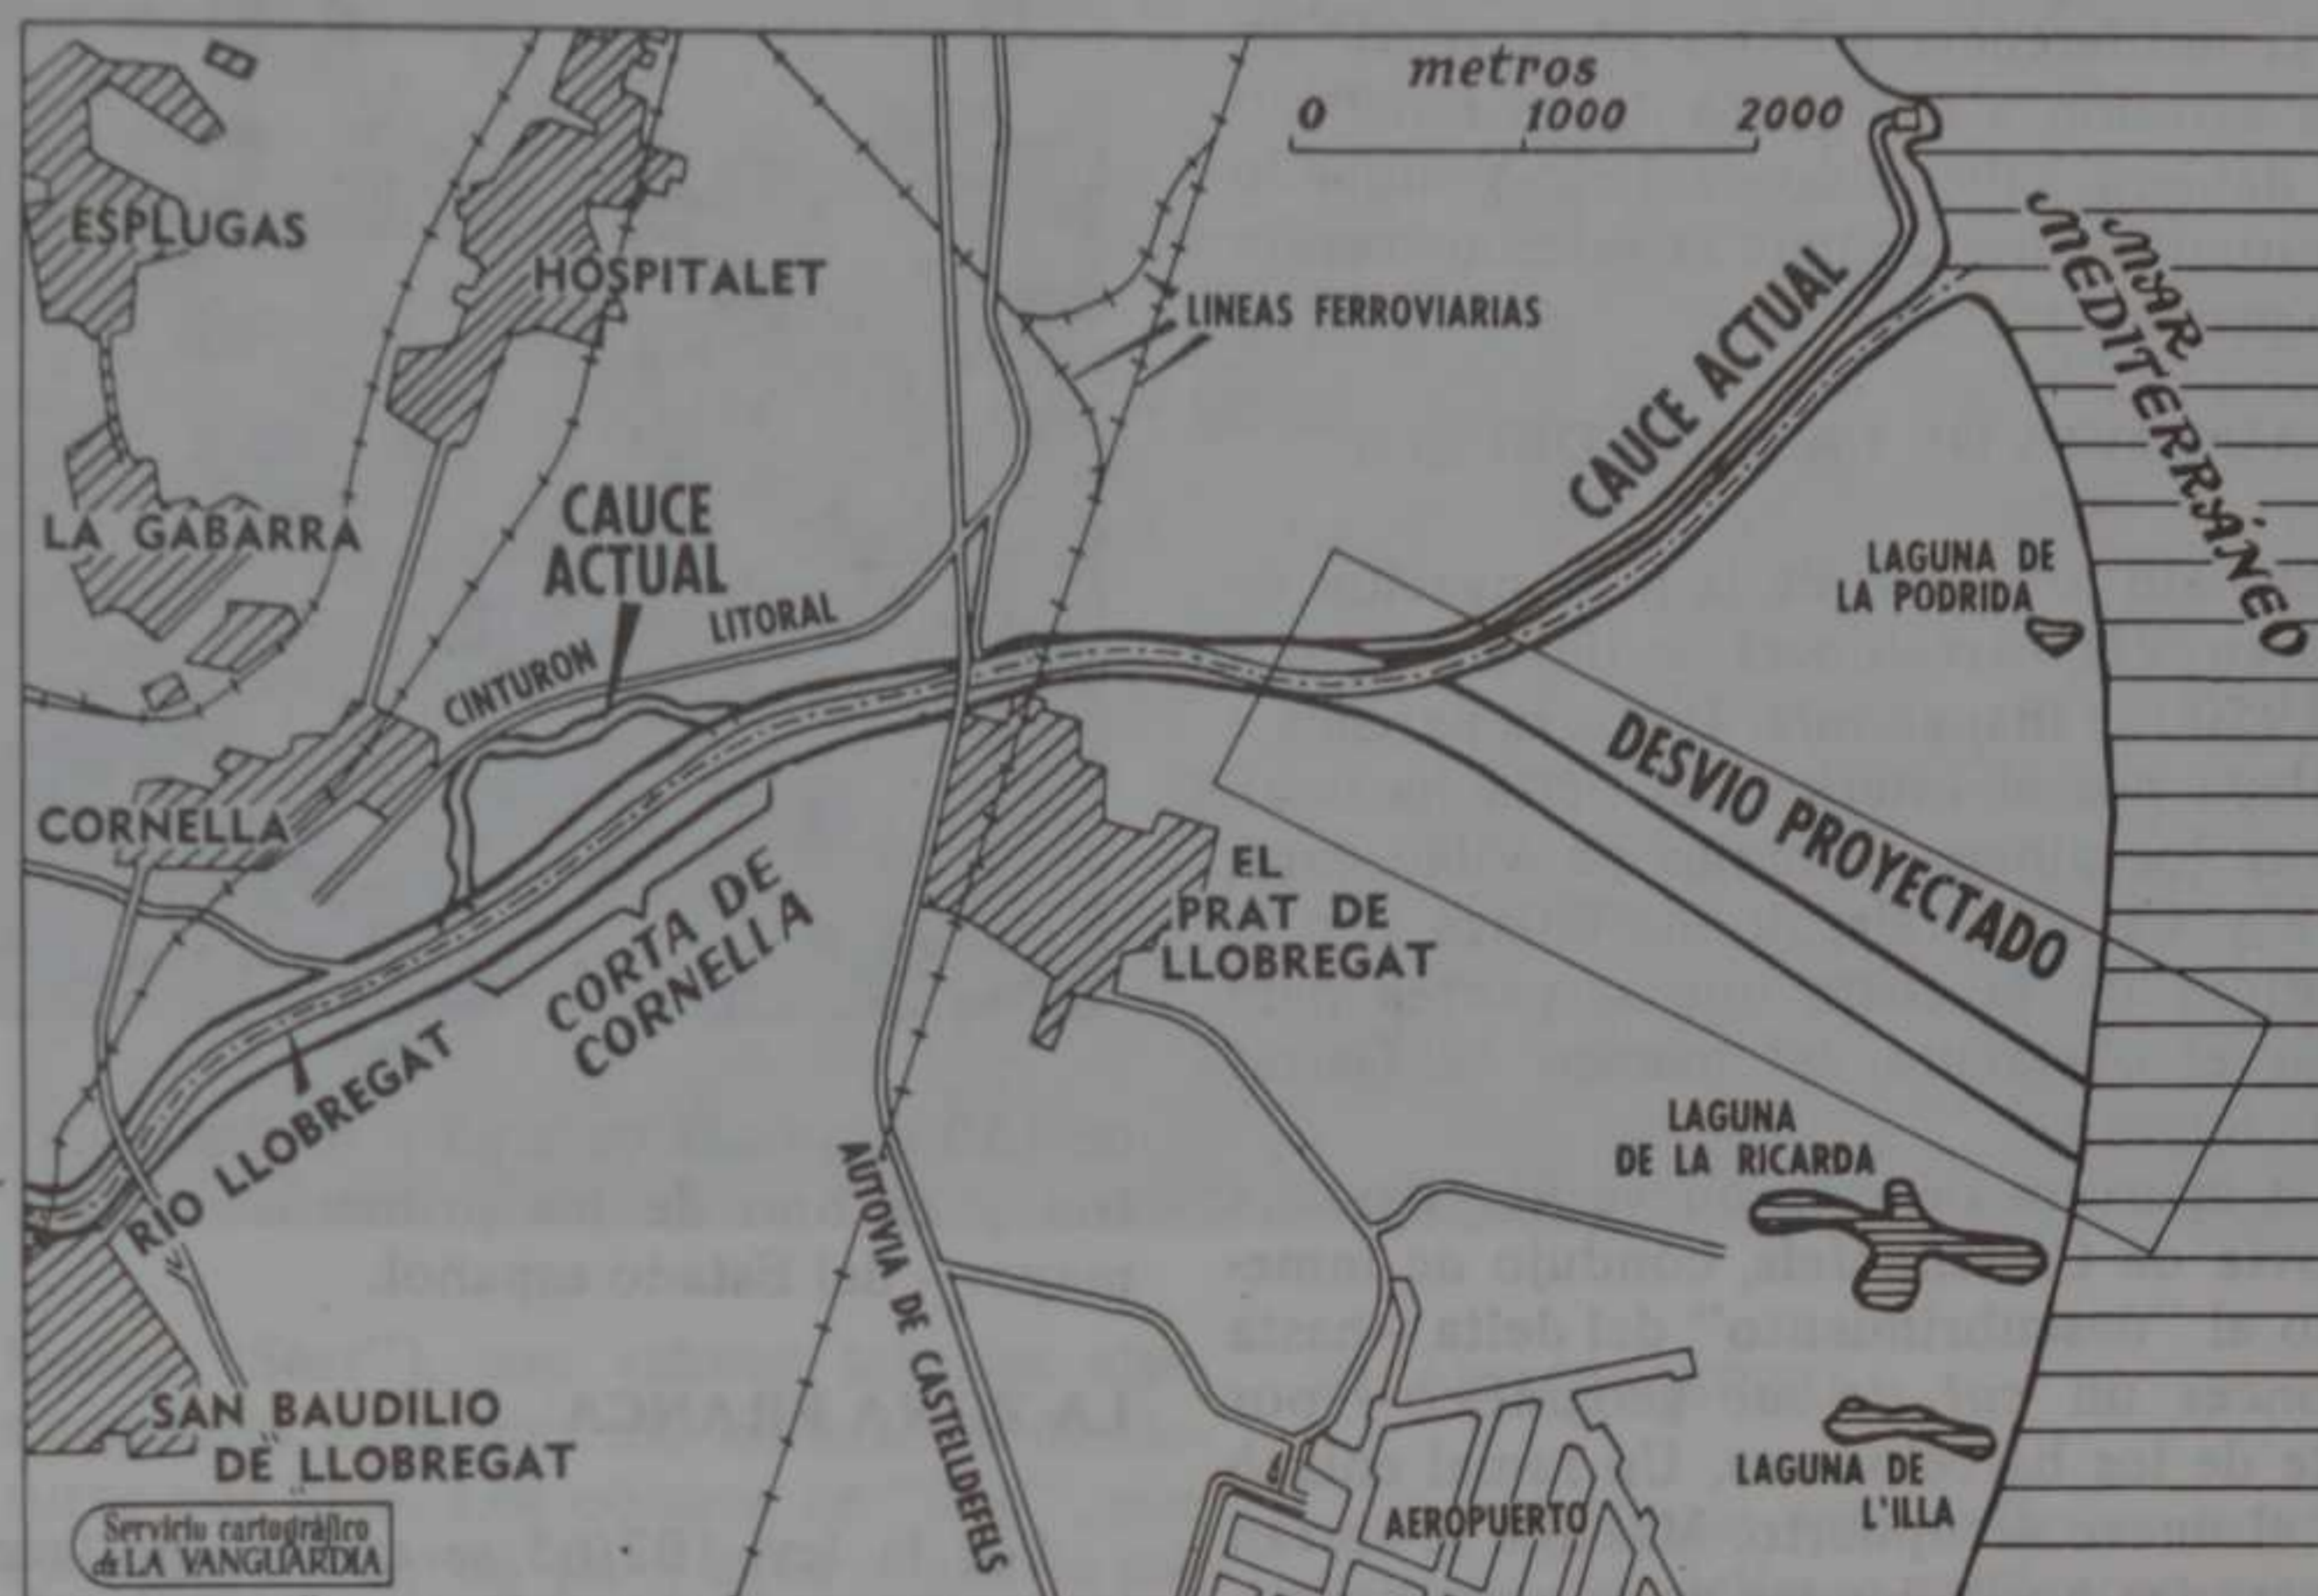 metros
0 1000 2000
ESPLUGAS
HOSPITALET
LINEAS FERROVIARIAS
CAUCE ACTUAL
MAR
MEDITERRÁNEO
LA GABARRA
CAUCE
ACTUAL
CINTURON LITORAL
LAGUNA DE
LA PODRIDA
DESVIO PROYECTADO
CORNELLA
EL
PRAT DE
LLOBREGAT
CORTA DE
CORNELLA
RIO LLOBREGAT
AUTOVIA DE CASTELLDEFELS
LAGUNA
DE LA RICARDA
SAN BAUDILIO
DE LLOBREGAT
LAGUNA DE
L'ILLA
AEROPUERTO
Servicio cartográfico
de LA VANGUARDIA